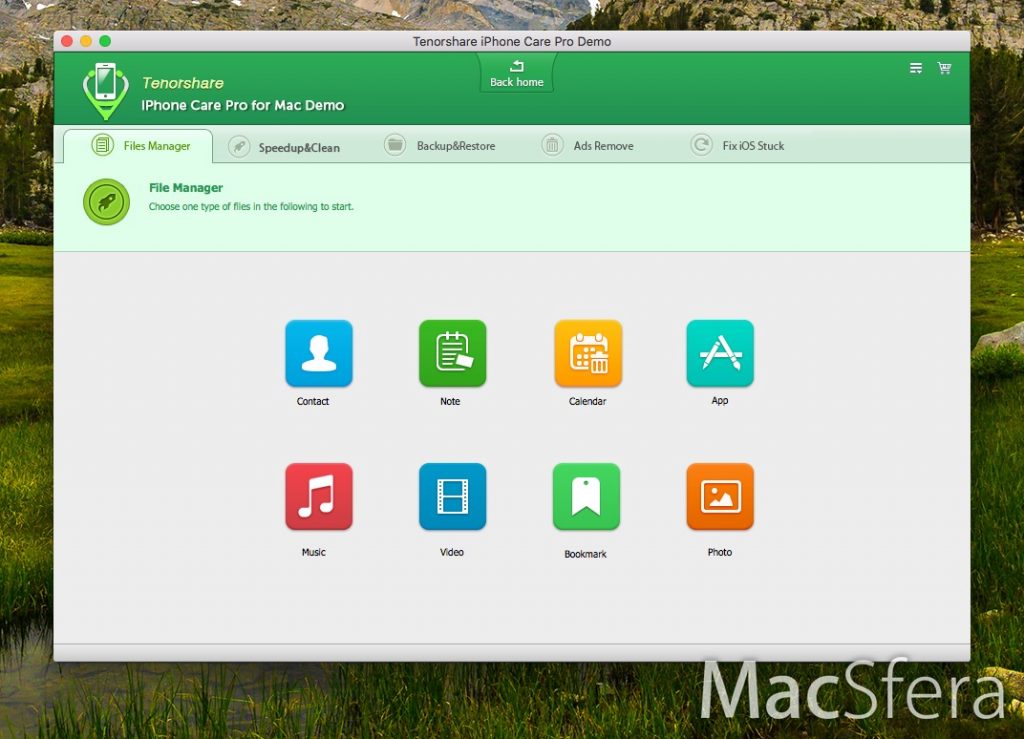 Tenorshare iPhone Care Pro Demo
Tenorshare
iPhone Care Pro for Mac Demo
Back home
Files Manager
Speedup&Clean
Backup&Restore
Ads Remove
Fix iOS Stuck
File Manager
Choose one type of files in the following to start.
Contact
Note
Calendar
App
Music
Video
Bookmark
Photo
MacSfera